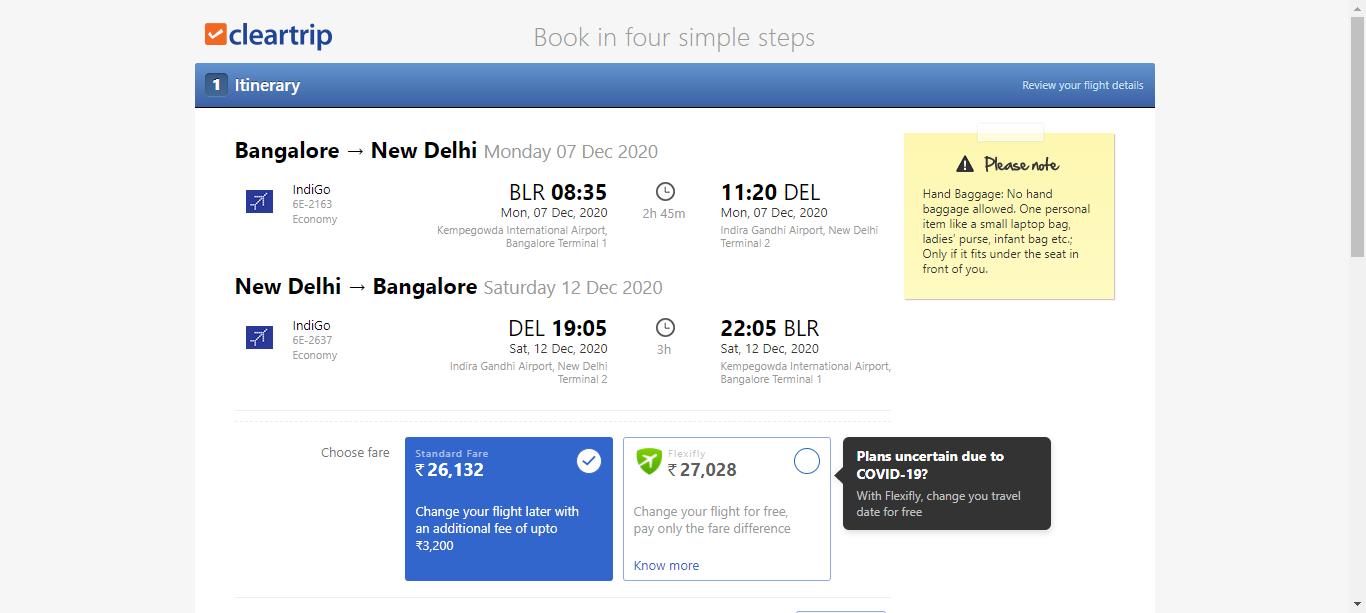 cleartrip
Book in four simple steps
1 Itinerary
Review your flight details
Bangalore → New Delhi Monday 07 Dec 2020
IndiGo
6E-2163
Economy
BLR 08:35
Mon, 07 Dec, 2020
Kempegowda International Airport,
Bangalore Terminal 1
2h 45m
11:20 DEL
Mon, 07 Dec, 2020
Indira Gandhi Airport, New Delhi
Terminal 2
Please note
Hand Baggage: No hand
baggage allowed. One personal
item like a small laptop bag,
ladies' purse, infant bag etc.;
Only if it fits under the seat in
front of you.
New Delhi → Bangalore Saturday 12 Dec 2020
IndiGo
6E-2637
Economy
DEL 19:05
Sat, 12 Dec, 2020
Indira Gandhi Airport, New Delhi
Terminal 2
3h
22:05 BLR
Sat, 12 Dec, 2020
Kempegowda International Airport,
Bangalore Terminal 1
Choose fare
Standard Fare
₹ 26,132
Change your flight later with
an additional fee of upto
₹3,200
Flexifly
₹ 27,028
Change your flight for free,
pay only the fare difference
Know more
Plans uncertain due to
COVID-19?
With Flexifly, change you travel
date for free